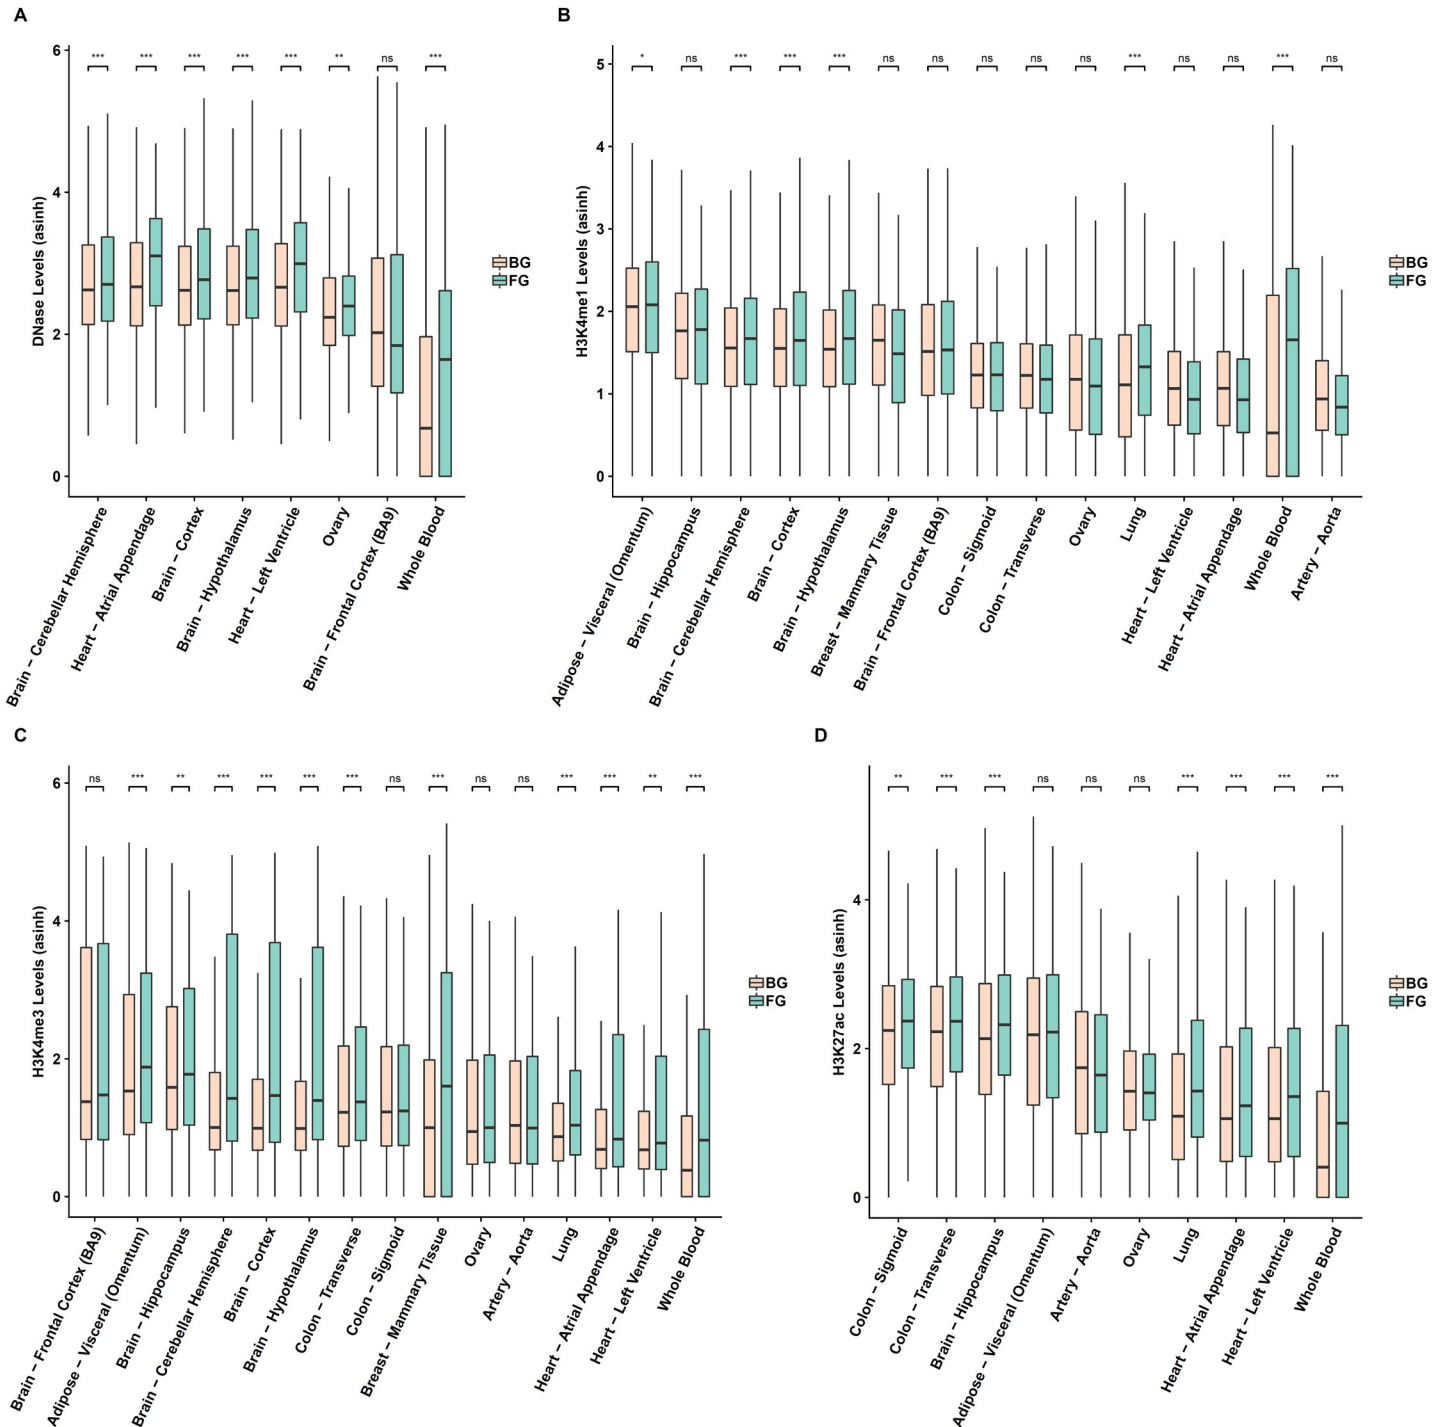 A
DNase Levels (asinh)
6
4
2
0
*** *** *** *** *** ** ns ***
Brain − Cerebellar Hemisphere
Heart − Atrial Appendage
Brain − Cortex
Brain − Hypothalamus
Heart − Left Ventricle
Ovary
Brain − Frontal Cortex (BA9)
Whole Blood
BG
FG
B
H3K4me1 Levels (asinh)
5
4
3
2
1
0
* ns *** *** *** ns ns ns ns ns *** ns ns *** ns
Adipose − Visceral (Omentum)
Brain − Hippocampus
Brain − Cerebellar Hemisphere
Brain − Cortex
Brain − Hypothalamus
Breast − Mammary Tissue
Brain − Frontal Cortex (BA9)
Colon − Sigmoid
Colon − Transverse
Ovary
Lung
Heart − Left Ventricle
Heart − Atrial Appendage
Whole Blood
Artery − Aorta
BG
FG
C
H3K4me3 Levels (asinh)
6
4
2
0
ns *** ** *** *** *** *** ns *** ns ns *** *** ** ***
Brain − Frontal Cortex (BA9)
Adipose − Visceral (Omentum)
Brain − Hippocampus
Brain − Cerebellar Hemisphere
Brain − Cortex
Brain − Hypothalamus
Colon − Transverse
Colon − Sigmoid
Breast − Mammary Tissue
Ovary
Artery − Aorta
Lung
Heart − Atrial Appendage
Heart − Left Ventricle
Whole Blood
BG
FG
D
H3K27ac Levels (asinh)
4
2
0
** *** *** ns ns ns *** *** *** ***
Colon − Sigmoid
Colon − Transverse
Brain − Hippocampus
Adipose − Visceral (Omentum)
Artery − Aorta
Ovary
Lung
Heart − Atrial Appendage
Heart − Left Ventricle
Whole Blood
BG
FG